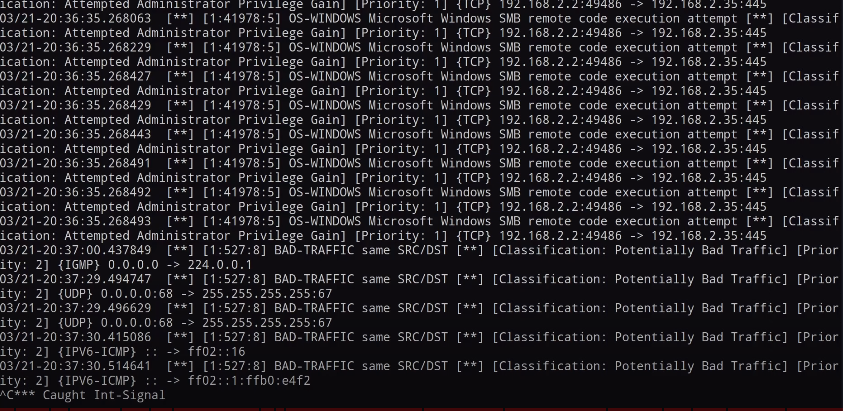 ication: Attempted Administrator Privilege Gain] [Priority: 1] {TCP} 192.168.2.2:49486 -> 192.168.2.35:445
03/21-20:36:35.268063  [**] [1:41978:5] OS-WINDOWS Microsoft Windows SMB remote code execution attempt [**] [Classif
ication: Attempted Administrator Privilege Gain] [Priority: 1] {TCP} 192.168.2.2:49486 -> 192.168.2.35:445
03/21-20:36:35.268229  [**] [1:41978:5] OS-WINDOWS Microsoft Windows SMB remote code execution attempt [**] [Classif
ication: Attempted Administrator Privilege Gain] [Priority: 1] {TCP} 192.168.2.2:49486 -> 192.168.2.35:445
03/21-20:36:35.268427  [**] [1:41978:5] OS-WINDOWS Microsoft Windows SMB remote code execution attempt [**] [Classif
ication: Attempted Administrator Privilege Gain] [Priority: 1] {TCP} 192.168.2.2:49486 -> 192.168.2.35:445
03/21-20:36:35.268429  [**] [1:41978:5] OS-WINDOWS Microsoft Windows SMB remote code execution attempt [**] [Classif
ication: Attempted Administrator Privilege Gain] [Priority: 1] {TCP} 192.168.2.2:49486 -> 192.168.2.35:445
03/21-20:36:35.268443  [**] [1:41978:5] OS-WINDOWS Microsoft Windows SMB remote code execution attempt [**] [Classif
ication: Attempted Administrator Privilege Gain] [Priority: 1] {TCP} 192.168.2.2:49486 -> 192.168.2.35:445
03/21-20:36:35.268491  [**] [1:41978:5] OS-WINDOWS Microsoft Windows SMB remote code execution attempt [**] [Classif
ication: Attempted Administrator Privilege Gain] [Priority: 1] {TCP} 192.168.2.2:49486 -> 192.168.2.35:445
03/21-20:36:35.268492  [**] [1:41978:5] OS-WINDOWS Microsoft Windows SMB remote code execution attempt [**] [Classif
ication: Attempted Administrator Privilege Gain] [Priority: 1] {TCP} 192.168.2.2:49486 -> 192.168.2.35:445
03/21-20:36:35.268493  [**] [1:41978:5] OS-WINDOWS Microsoft Windows SMB remote code execution attempt [**] [Classif
ication: Attempted Administrator Privilege Gain] [Priority: 1] {TCP} 192.168.2.2:49486 -> 192.168.2.35:445
03/21-20:37:00.437849  [**] [1:527:8] BAD-TRAFFIC same SRC/DST [**] [Classification: Potentially Bad Traffic] [Prior
ity: 2] {IGMP} 0.0.0.0 -> 224.0.0.1
03/21-20:37:29.494747  [**] [1:527:8] BAD-TRAFFIC same SRC/DST [**] [Classification: Potentially Bad Traffic] [Prior
ity: 2] {UDP} 0.0.0.0:68 -> 255.255.255.255:67
03/21-20:37:29.496629  [**] [1:527:8] BAD-TRAFFIC same SRC/DST [**] [Classification: Potentially Bad Traffic] [Prior
ity: 2] {UDP} 0.0.0.0:68 -> 255.255.255.255:67
03/21-20:37:30.415086  [**] [1:527:8] BAD-TRAFFIC same SRC/DST [**] [Classification: Potentially Bad Traffic] [Prior
ity: 2] {IPV6-ICMP} :: -> ff02::16
03/21-20:37:30.514641  [**] [1:527:8] BAD-TRAFFIC same SRC/DST [**] [Classification: Potentially Bad Traffic] [Prior
ity: 2] {IPV6-ICMP} :: -> ff02::1:ffb0:e4f2
^C*** Caught Int-Signal